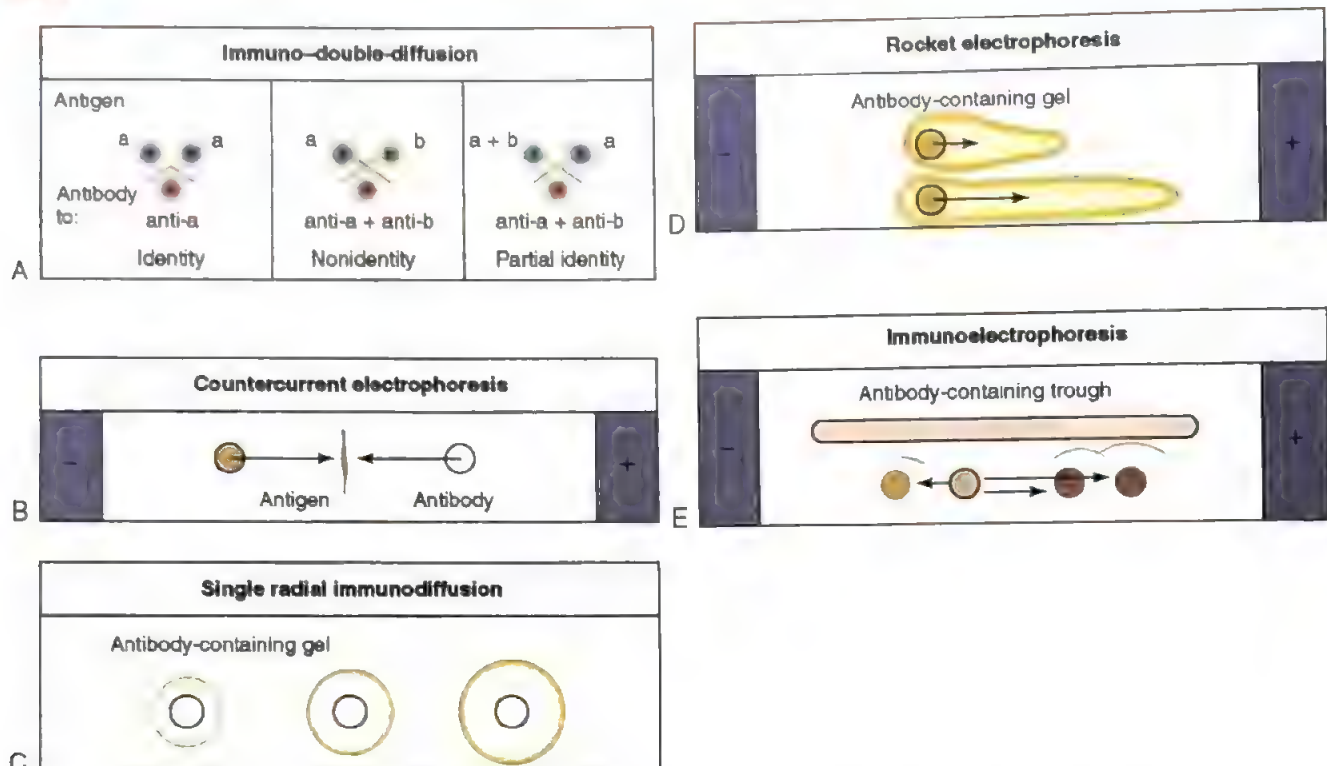 Immuno–double–diffusion
Antigen
a a
a b
a + b a
Antibody
to:
anti-a
anti-a + anti-b
anti-a + anti-b
Identity
Nonidentity
Partial identity
A
Countercurrent electrophoresis
- +
Antigen Antibody
B
Single radial immunodiffusion
Antibody-containing gel
C
Rocket electrophoresis
Antibody-containing gel
- +
D
Immunoelectrophoresis
Antibody-containing trough
- +
E